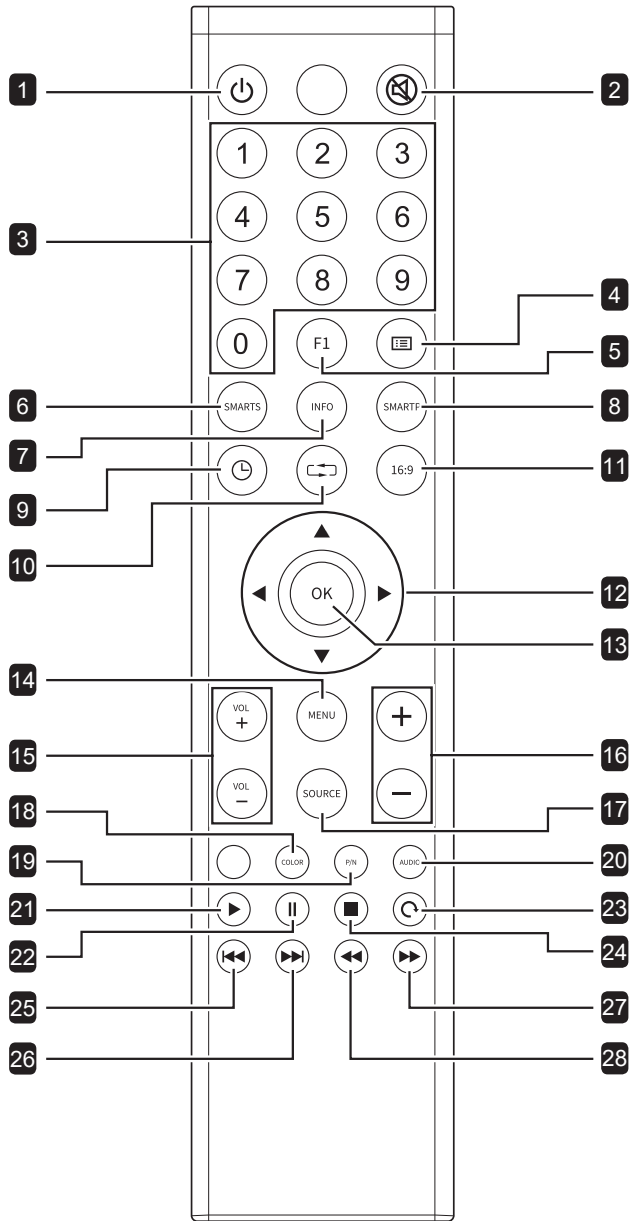 1 2
1 2 3
3 4 5 6
7 8 9
4
0 F1 5
6 SMARTS INFO SMARTP 8
7
9 16:9 11
10
12
OK
13
14
VOL + MENU +
15 16
VOL − SOURCE −
17
18
COLOR P/N AUDIO
19 20
21 23
22 24
25 27
26 28